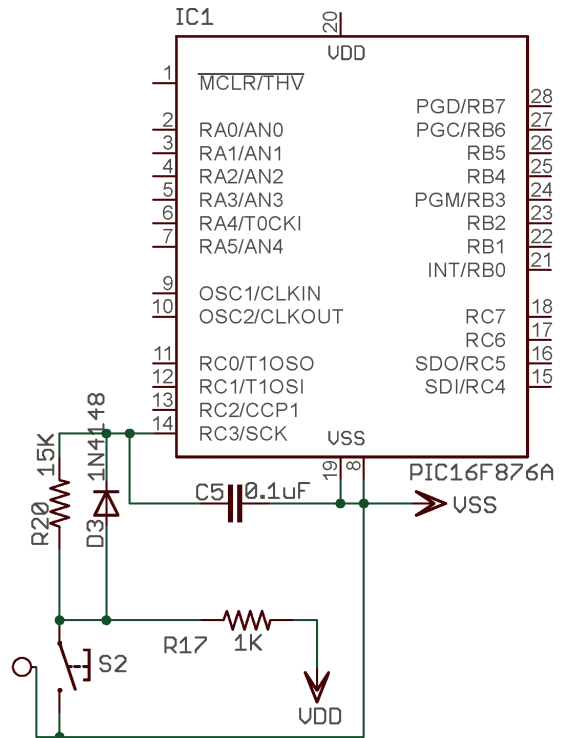 IC1
20
VDD
1 MCLR/THV
PGD/RB7 28
2 RA0/AN0 PGC/RB6 27
3 RA1/AN1 RB5 26
4 RA2/AN2 RB4 25
5 RA3/AN3 PGM/RB3 24
6 RA4/T0CKI RB2 23
7 RA5/AN4 RB1 22
INT/RB0 21
9 OSC1/CLKIN
10 OSC2/CLKOUT RC7 18
RC6 17
11 RC0/T1OSO SDO/RC5 16
12 RC1/T1OSI SDI/RC4 15
13 RC2/CCP1
14 RC3/SCK VSS
19 8
PIC16F876A
15K
R20
1N4148
D3
C5 0.1uF
VSS
R17 1K
S2
VDD